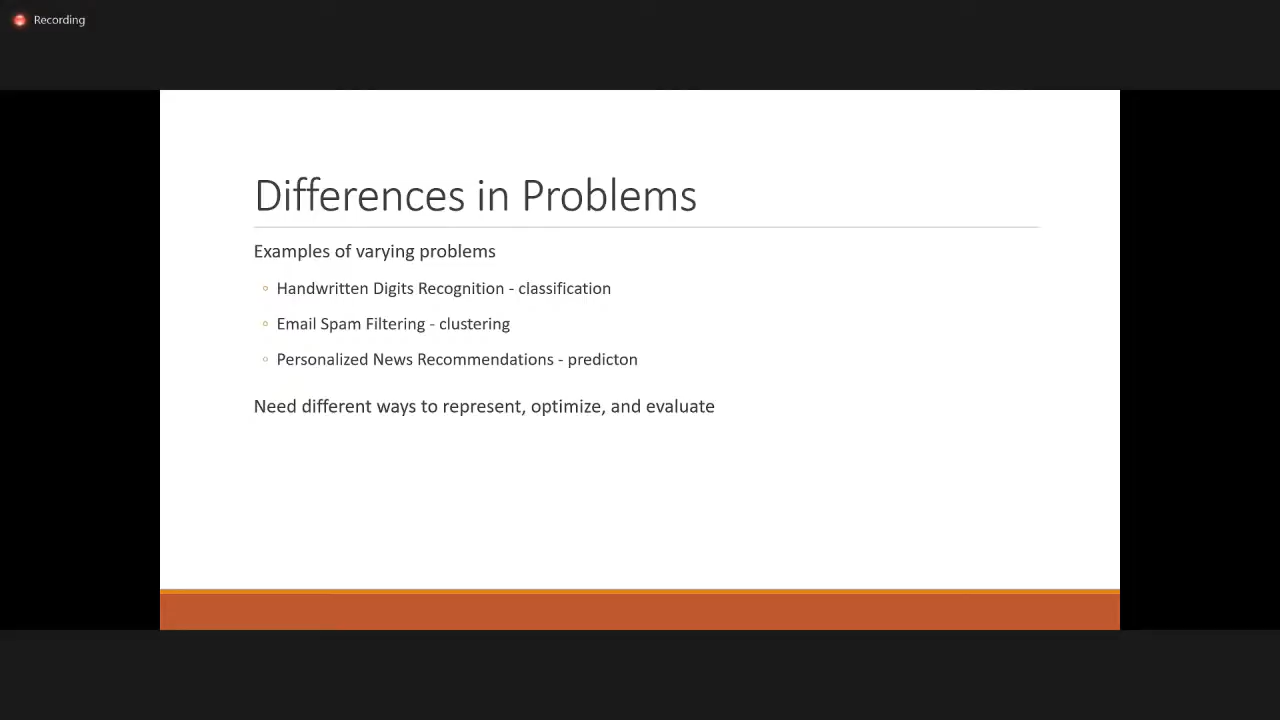 Recording
Differences in Problems
Examples of varying problems
◦ Handwritten Digits Recognition - classification
◦ Email Spam Filtering - clustering
◦ Personalized News Recommendations - predicton
Need different ways to represent, optimize, and evaluate